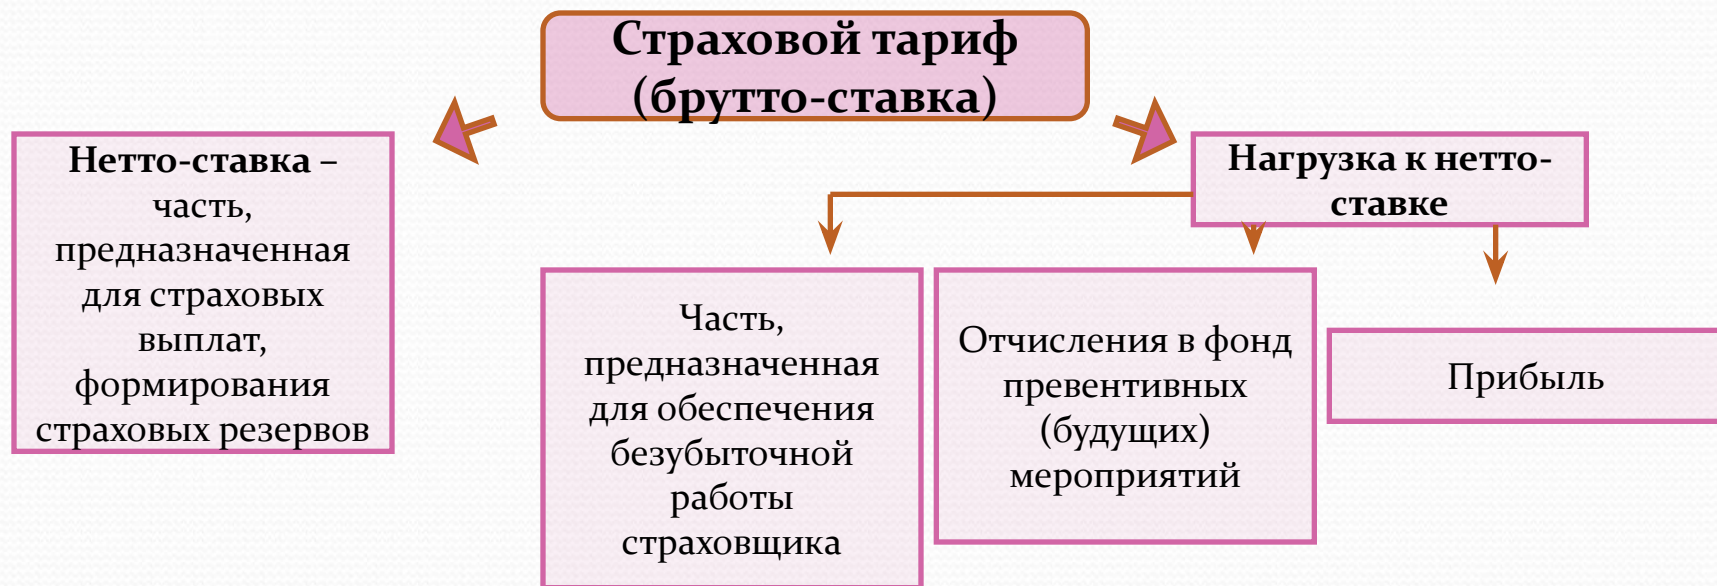 Страховой тариф
(брутто-ставка)
Нетто-ставка –
часть,
предназначенная
для страховых
выплат,
формирования
страховых резервов
Нагрузка к нетто-
ставке
Часть,
предназначенная
для обеспечения
безубыточной
работы
страховщика
Отчисления в фонд
превентивных
(будущих)
мероприятий
Прибыль